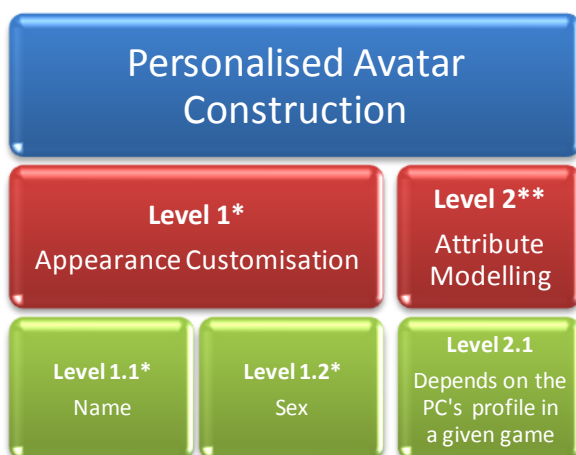 Personalised Avatar
Construction
Level 1*
Appearance Customisation
Level 2**
Attribute
Modelling
Level 1.1*
Name
Level 1.2*
Sex
Level 2.1
Depends on the
PC's profile in
a given game